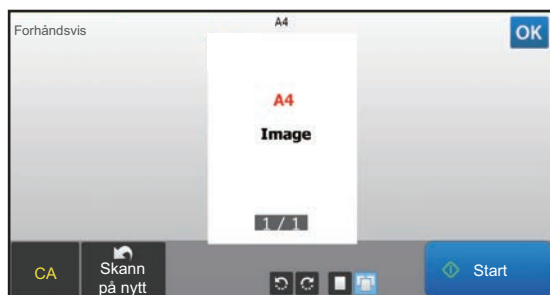 A4
Forhåndsvis
OK
A4
Image
1 / 1
CA
Skann
på nytt
Start